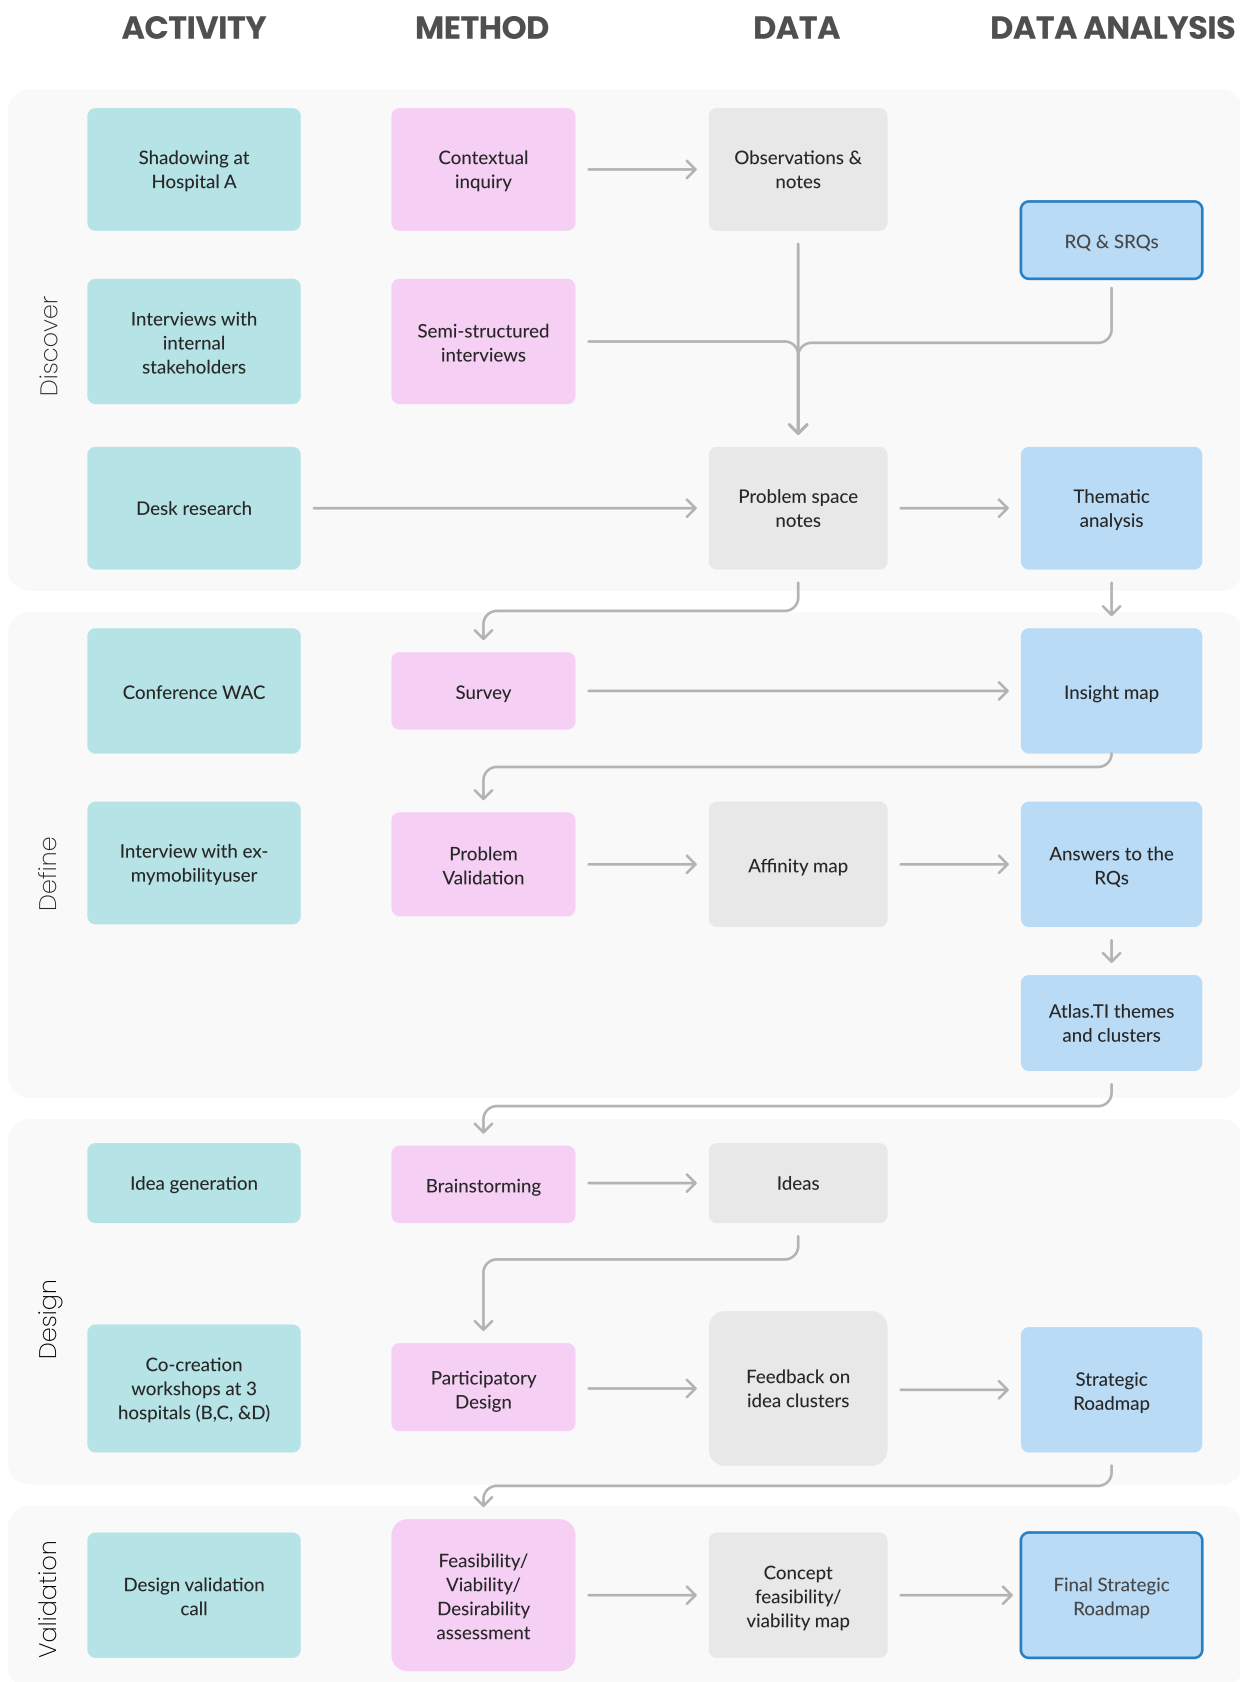 ACTIVITY
METHOD
DATA
DATA ANALYSIS
Discover
Shadowing at
Hospital A
Contextual
inquiry
Observations &
notes
RQ & SRQs
Interviews with
internal
stakeholders
Semi-structured
interviews
Desk research
Problem space
notes
Thematic
analysis
Define
Conference WAC
Survey
Insight map
Interview with ex-
mymobilityuser
Problem
Validation
Affinity map
Answers to the
RQs
Atlas.TI themes
and clusters
Design
Idea generation
Brainstorming
Ideas
Co-creation
workshops at 3
hospitals (B,C, &D)
Participatory
Design
Feedback on
idea clusters
Strategic
Roadmap
Validation
Design validation
call
Feasibility/
Viability/
Desirability
assessment
Concept
feasibility/
viability map
Final Strategic
Roadmap